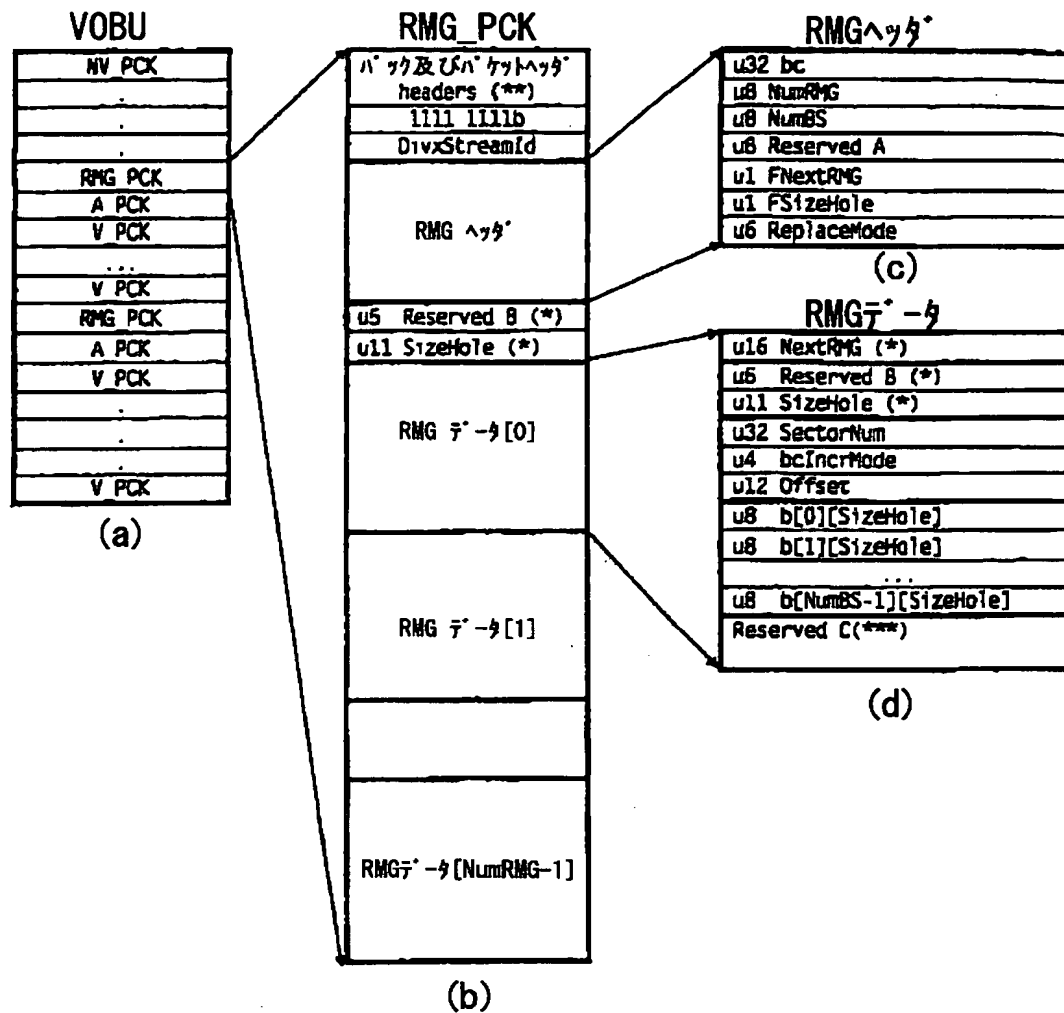 VOBU
NV PCK
.
.
.
RMG PCK
A PCK
V PCK
...
V PCK
RMG PCK
A PCK
V PCK
.
.
.
V PCK
(a)
RMG_PCK
パック及びパケットヘッダ
headers (**)
1111 1111b
DivxStreamId
RMG ヘッダ
u5 Reserved B (*)
u11 SizeHole (*)
RMG データ[0]
RMG データ[1]
RMGデータ[NumRMG-1]
(b)
RMGヘッダ
u32 bc
u8 NumRMG
u8 NumBS
u8 Reserved A
u1 FNextRMG
u1 FSizeHole
u6 ReplaceMode
(c)
RMGデータ
u16 NextRMG (*)
u5 Reserved B (*)
u11 SizeHole (*)
u32 SectorNum
u4 bcIncrMode
u12 Offset
u8 b[0][SizeHole]
u8 b[1][SizeHole]
...
u8 b[NumBS-1][SizeHole]
Reserved C(***)
(d)